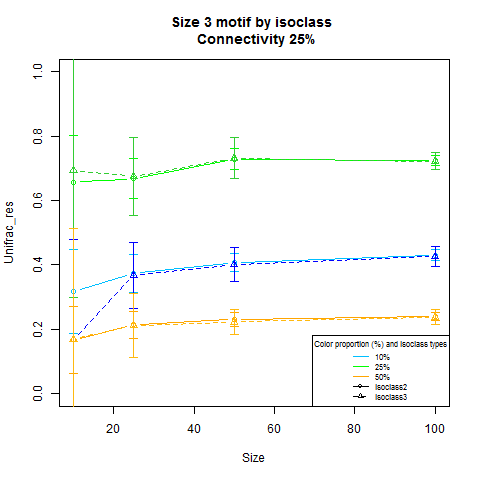 Size 3 motif by isoclass
Connectivity 25%
Unifrac_res
1.0
0.8
0.6
0.4
0.2
0.0
Color proportion (%) and isoclass types
10%
25%
50%
Isoclass2
Isoclass3
20 40 60 80 100
Size